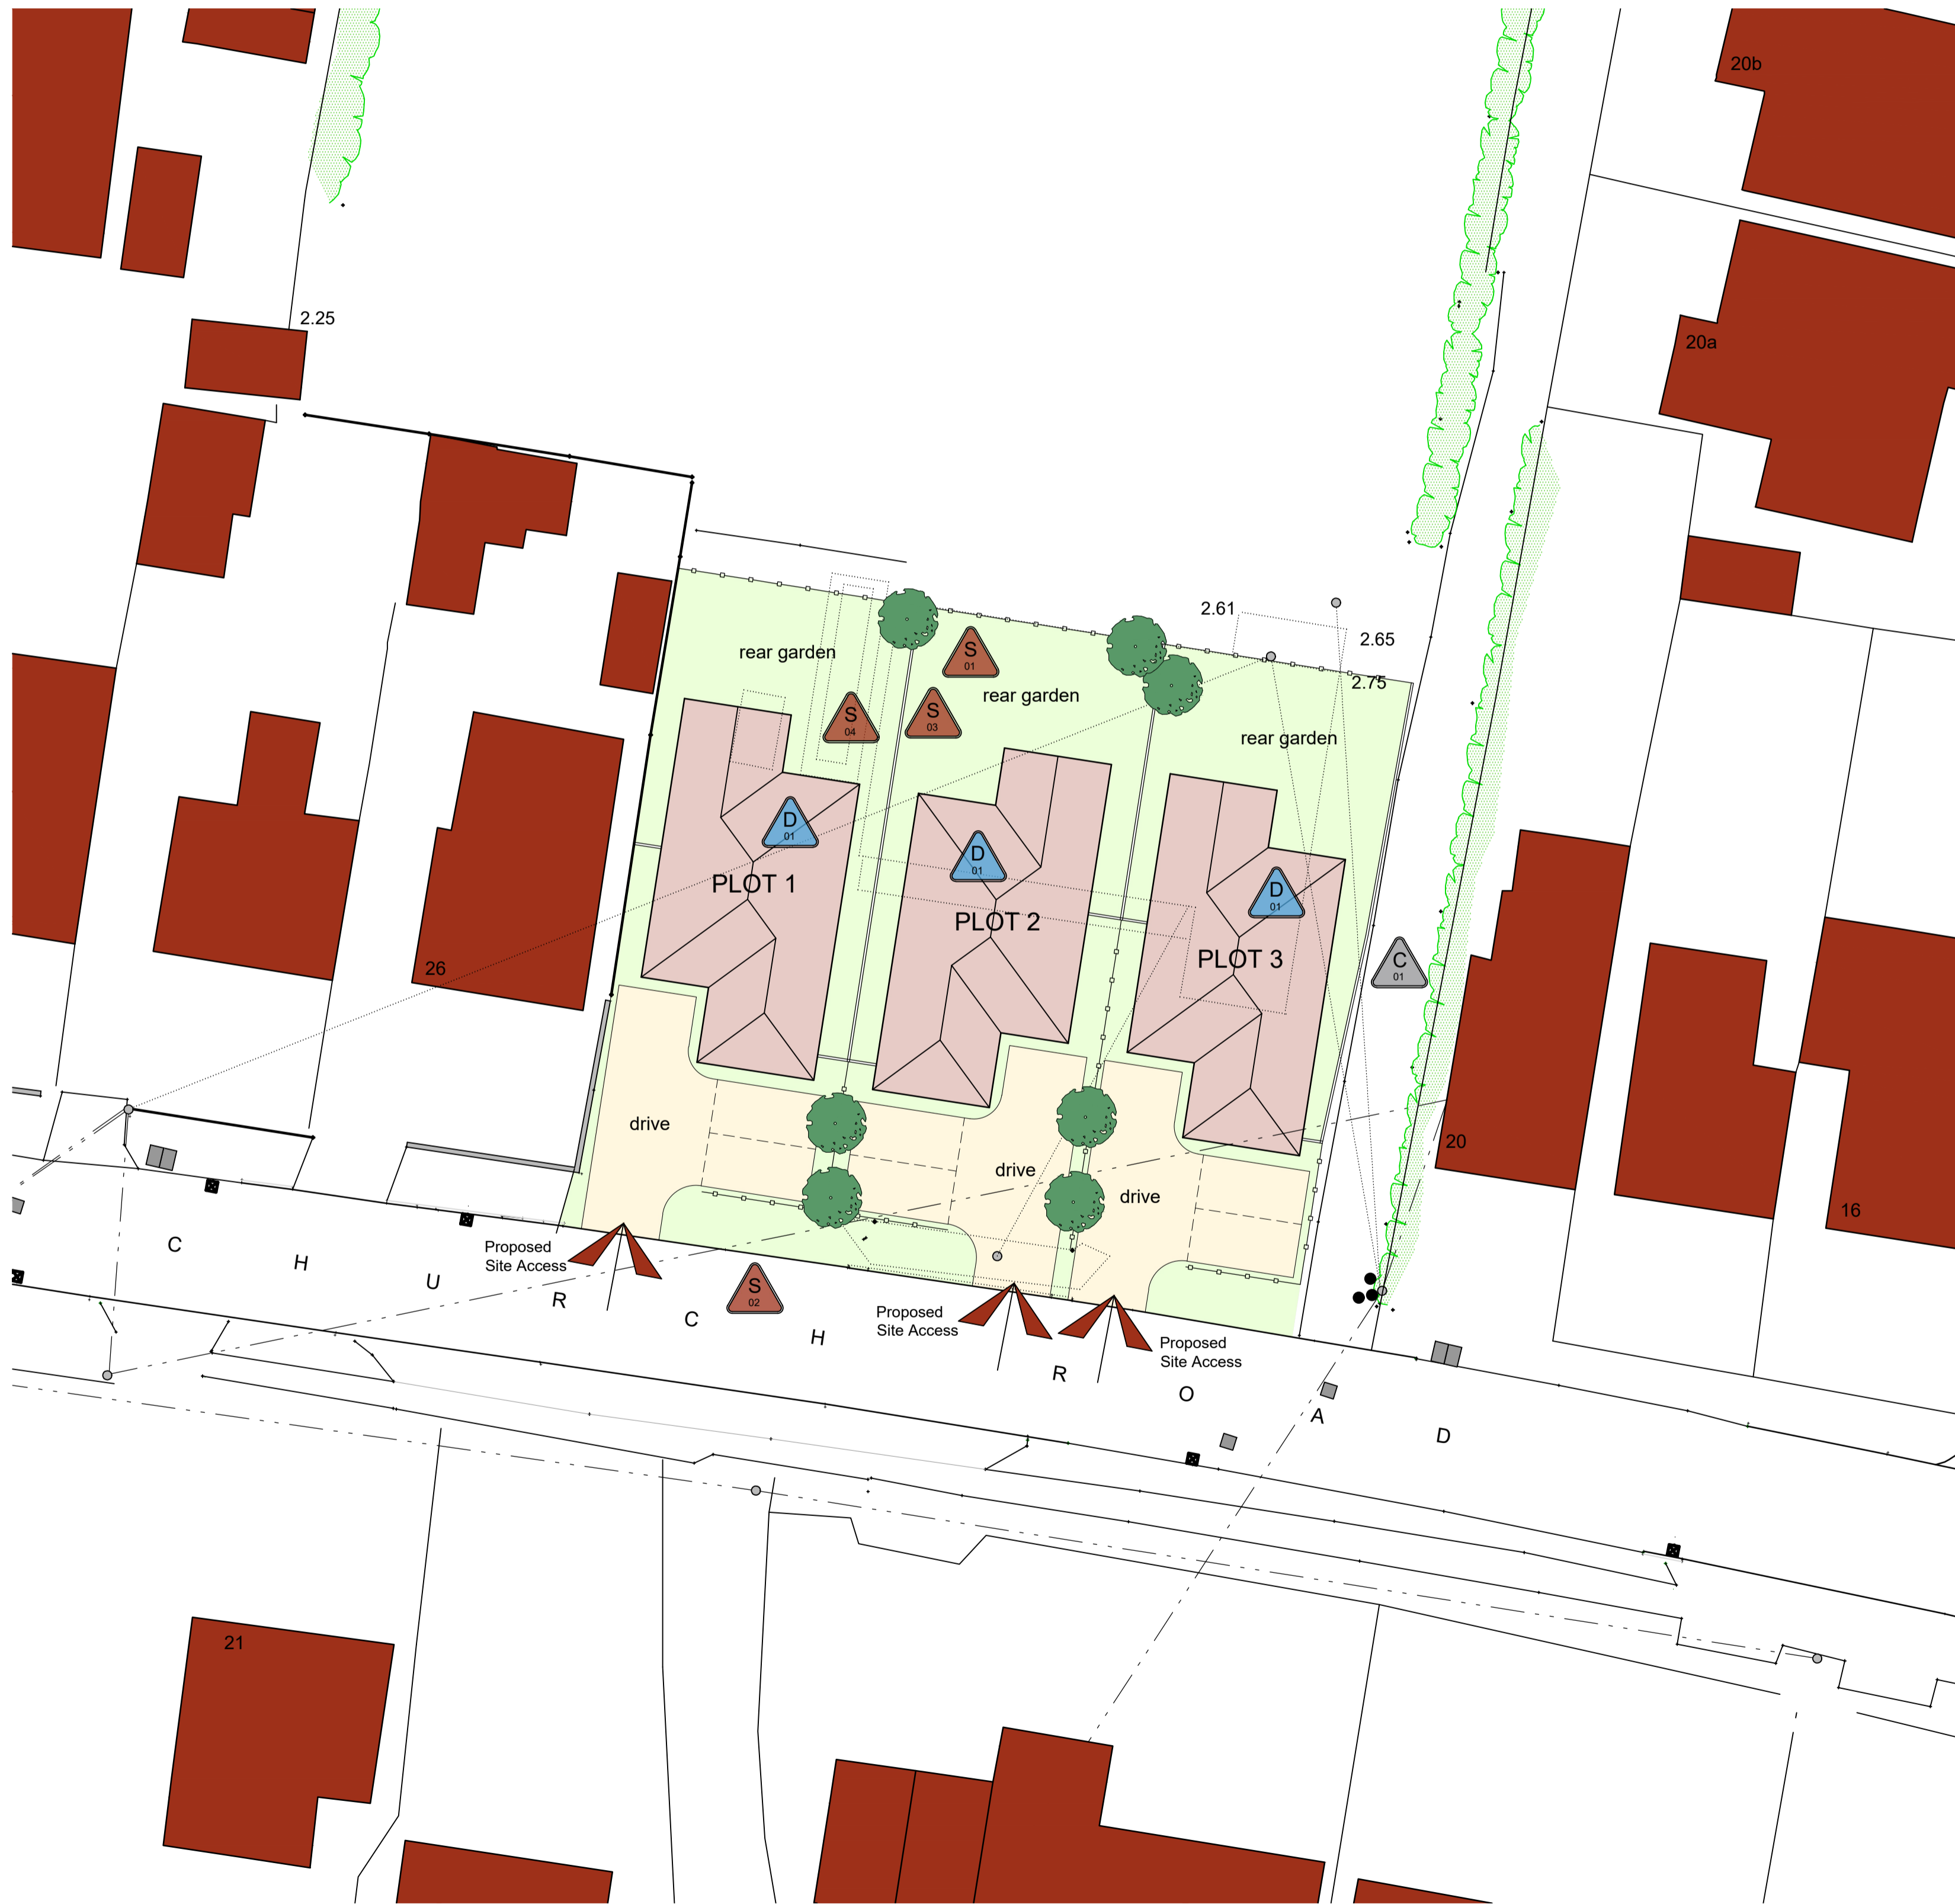 20b
2.25
20a
2.61
2.65
2.75
rear garden
S
01
rear garden
S
04
S
03
rear garden
D
01
D
01
D
01
PLOT 1
PLOT 2
PLOT 3
C
01
26
drive
drive
drive
20
16
Proposed
Site Access
S
02
Proposed
Site Access
Proposed
Site Access
C H U R C H R O A D
21